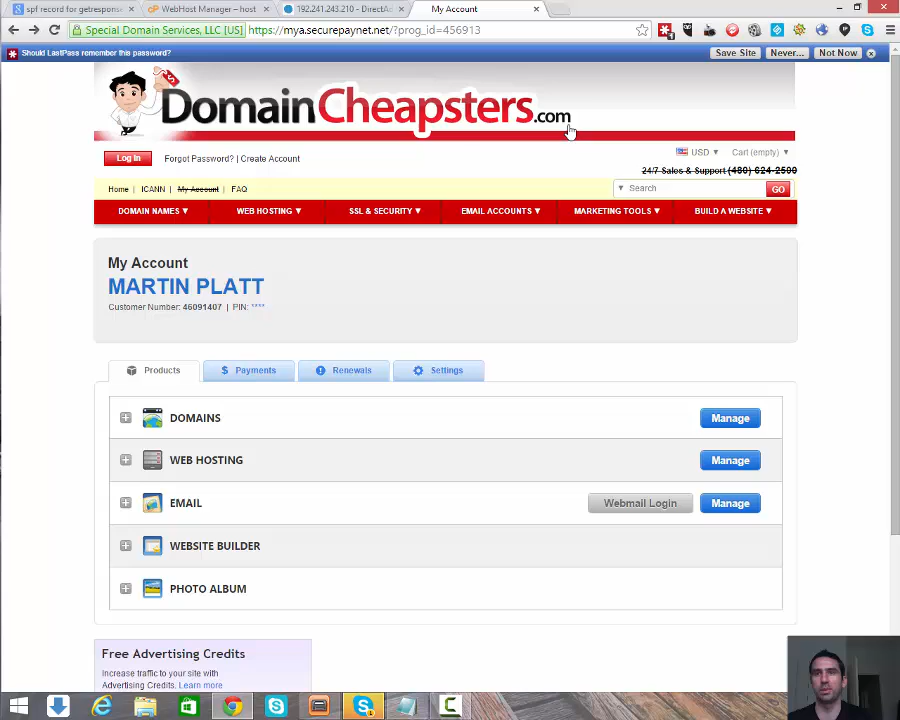 spf record for getrespons
WebHost Manager – host
192.241.243.210 - DirectAd
My Account
Special Domain Services, LLC [US]
https://mya.securepaynet.net/?prog_id=456913
Should LastPass remember this password?
Save Site
Never...
Not Now
DomainCheapsters.com
Log In
Forgot Password? | Create Account
USD ▼
Cart (empty) ▼
24/7 Sales & Support (480) 624-2500
Home | ICANN | My Account | FAQ
Search
GO
DOMAIN NAMES ▼
WEB HOSTING ▼
SSL & SECURITY ▼
EMAIL ACCOUNTS ▼
MARKETING TOOLS ▼
BUILD A WEBSITE ▼
My Account
MARTIN PLATT
Customer Number: 46091407 | PIN: ****
Products
Payments
Renewals
Settings
DOMAINS
Manage
WEB HOSTING
Manage
EMAIL
Webmail Login
Manage
WEBSITE BUILDER
PHOTO ALBUM
Free Advertising Credits
Increase traffic to your site with
Advertising Credits. Learn more